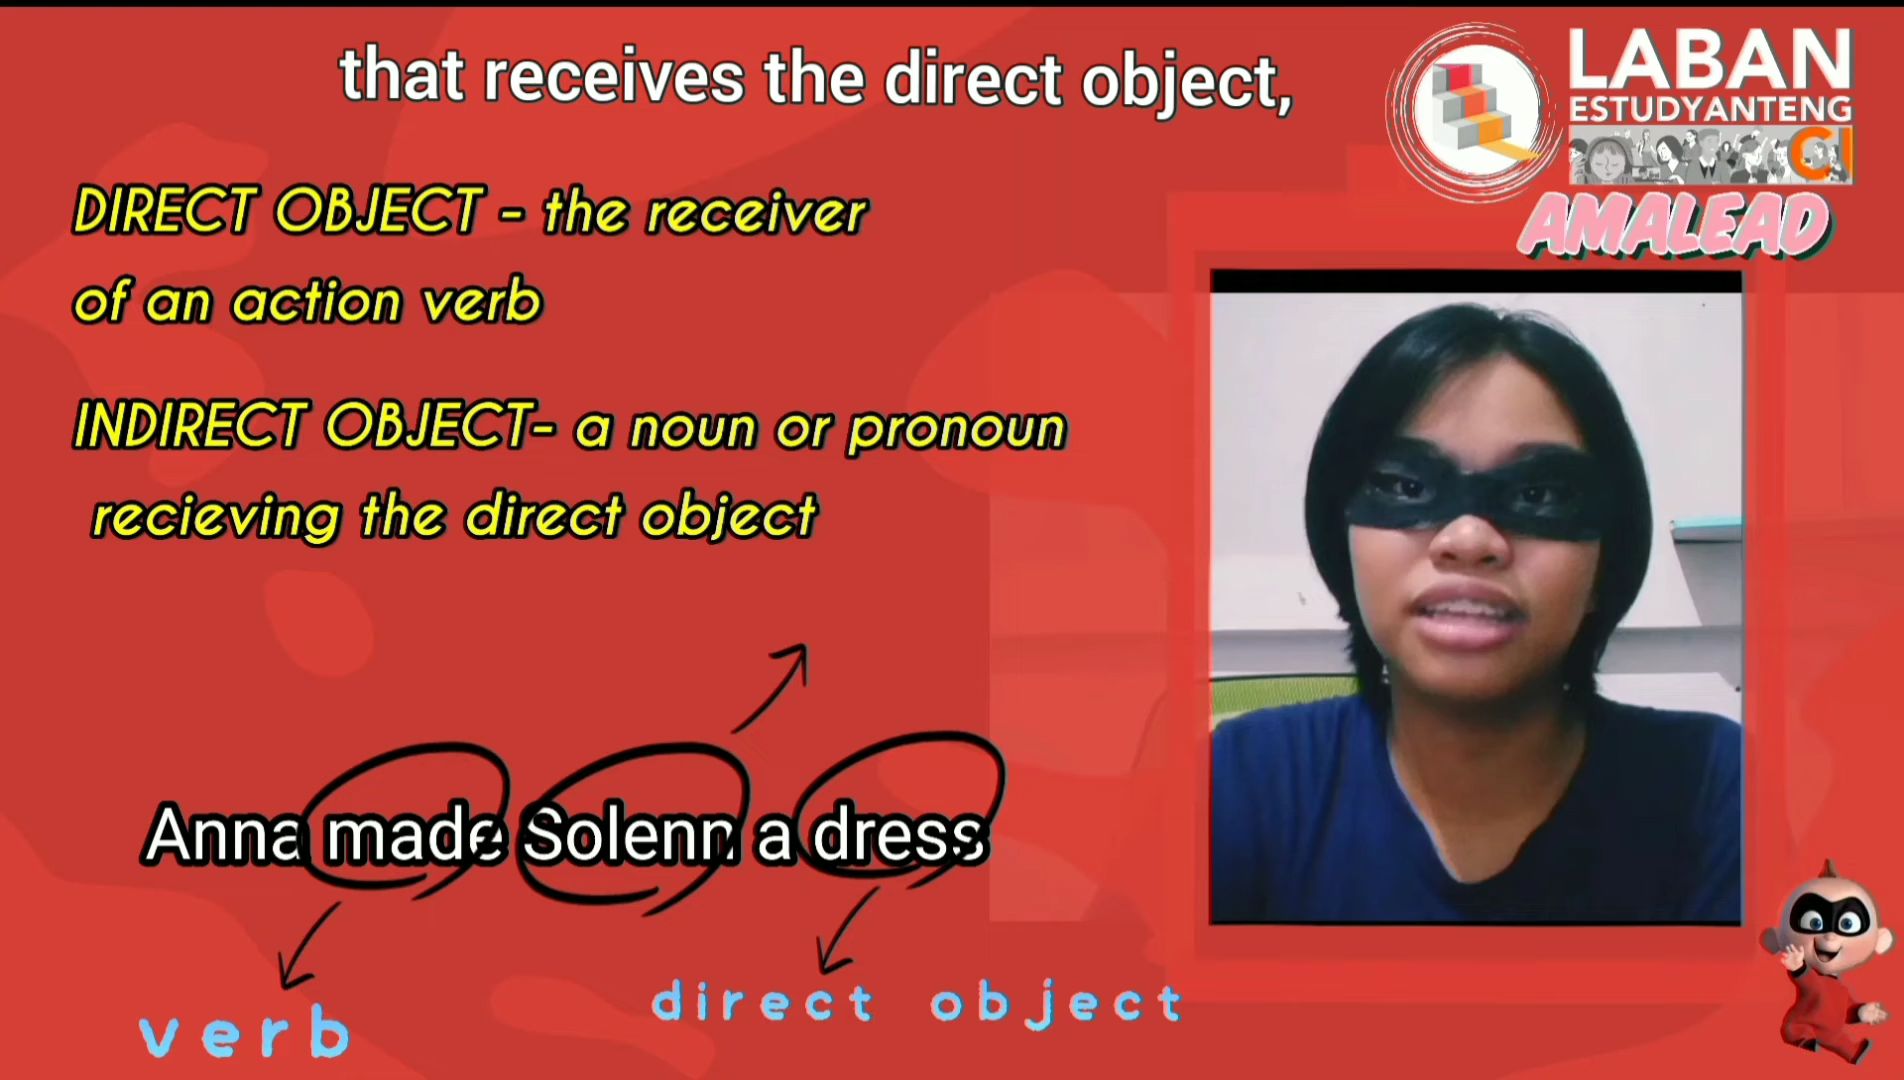 that receives the direct object,
LABAN
ESTUDYANTENG
CI
AMALEAD
DIRECT OBJECT - the receiver
of an action verb
INDIRECT OBJECT- a noun or pronoun
recieving the direct object
Anna made Solenn a dress
verb
direct object